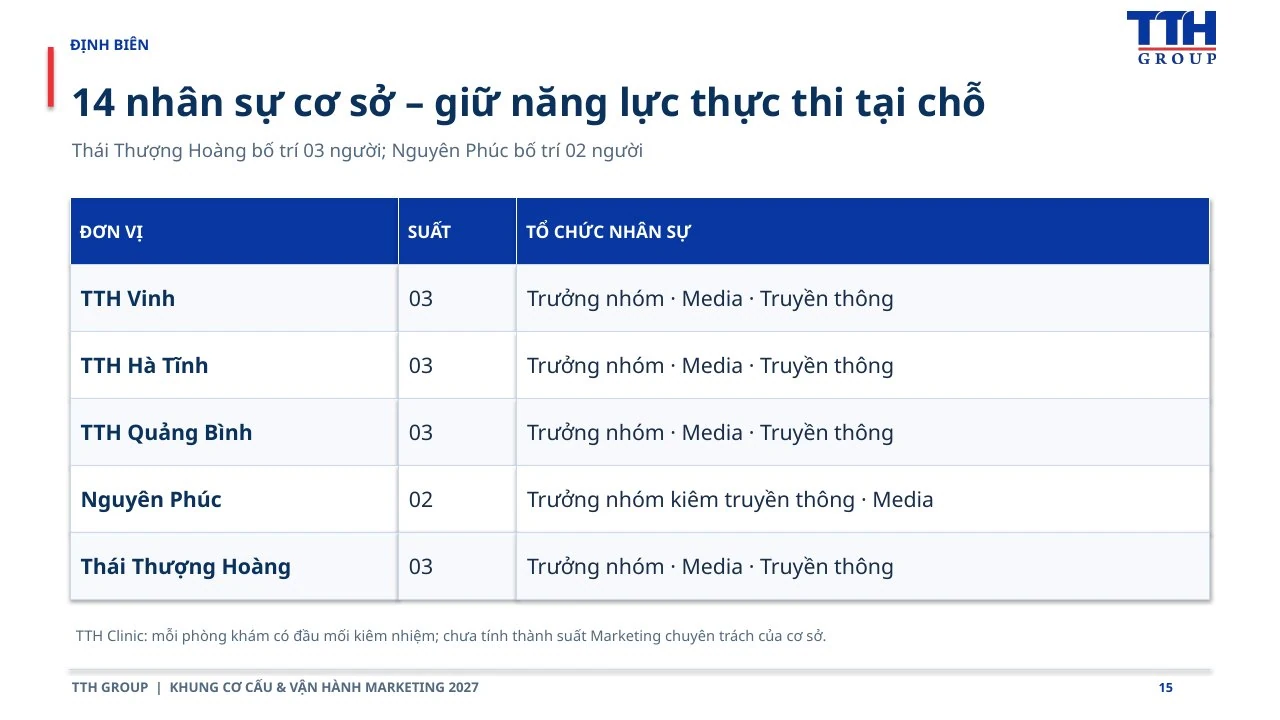 TTH
GROUP
ĐỊNH BIÊN
14 nhân sự cơ sở – giữ năng lực thực thi tại chỗ
Thái Thượng Hoàng bố trí 03 người; Nguyên Phúc bố trí 02 người
ĐƠN VỊ SUẤT TỔ CHỨC NHÂN SỰ
TTH Vinh 03 Trưởng nhóm · Media · Truyền thông
TTH Hà Tĩnh 03 Trưởng nhóm · Media · Truyền thông
TTH Quảng Bình 03 Trưởng nhóm · Media · Truyền thông
Nguyên Phúc 02 Trưởng nhóm kiêm truyền thông · Media
Thái Thượng Hoàng 03 Trưởng nhóm · Media · Truyền thông
TTH Clinic: mỗi phòng khám có đầu mối kiêm nhiệm; chưa tính thành suất Marketing chuyên trách của cơ sở.
TTH GROUP | KHUNG CƠ CẤU & VẬN HÀNH MARKETING 2027 15